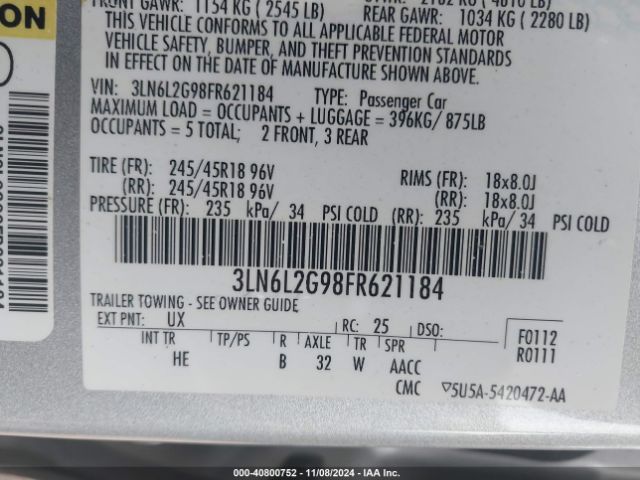 ON
FRONT GAWR: 1154 KG ( 2545 LB)
REAR GAWR: 1034 KG ( 2280 LB)
THIS VEHICLE CONFORMS TO ALL APPLICABLE FEDERAL MOTOR
VEHICLE SAFETY, BUMPER, AND THEFT PREVENTION STANDARDS
IN EFFECT ON THE DATE OF MANUFACTURE SHOWN ABOVE.
VIN: 3LN6L2G98FR621184 TYPE: Passenger Car
MAXIMUM LOAD = OCCUPANTS + LUGGAGE = 396KG/ 875LB
OCCUPANTS = 5 TOTAL; 2 FRONT, 3 REAR
TIRE (FR): 245/45R18 96V RIMS (FR): 18x8.0J
(RR): 245/45R18 96V (RR): 18x8.0J
PRESSURE (FR): 235 kPa/ 34 PSI COLD (RR): 235 kPa/ 34 PSI COLD
3LN6L2G98FR621184
TRAILER TOWING - SEE OWNER GUIDE
EXT PNT: UX RC: 25 DSO: F0112
R0111
INT TR TP/PS R AXLE TR SPR
HE B 32 W AACC
CMC ▽5U5A-5420472-AA
000-40800752 — 11/08/2024 — IAA Inc.